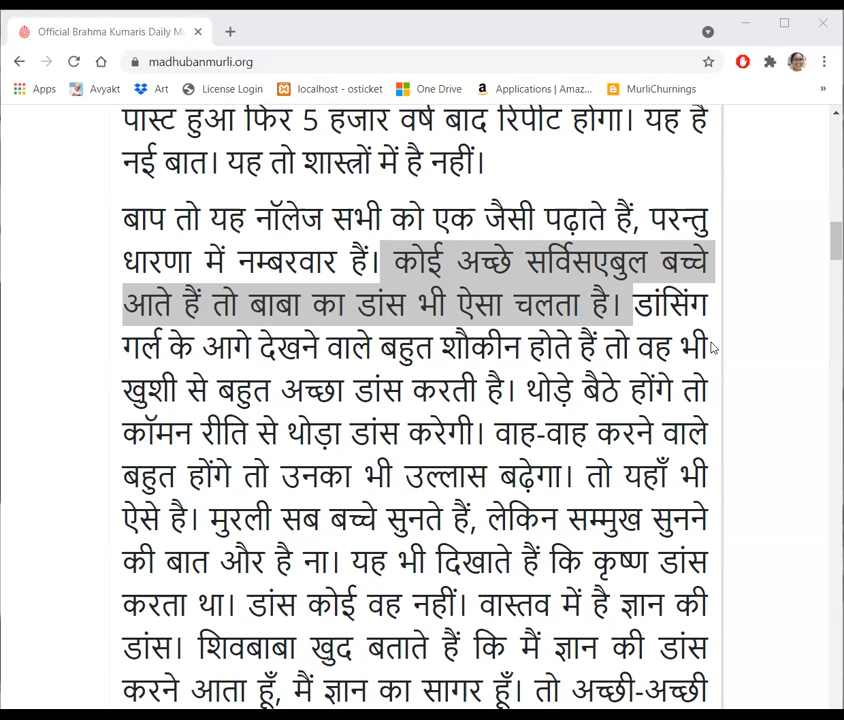 Official Brahma Kumaris Daily Mu
madhubanmurli.org
Apps Avyakt Art License Login localhost - osticket One Drive Applications | Amaz... MurliChurnings »
पास्ट हुआ फिर 5 हजार वर्ष बाद रिपीट होगा। यह है
नई बात। यह तो शास्त्रों में है नहीं।
बाप तो यह नॉलेज सभी को एक जैसी पढ़ाते हैं, परन्तु
धारणा में नम्बरवार हैं। कोई अच्छे सर्विसएबुल बच्चे
आते हैं तो बाबा का डांस भी ऐसा चलता है। डांसिंग
गर्ल के आगे देखने वाले बहुत शौकीन होते हैं तो वह भी
खुशी से बहुत अच्छा डांस करती है। थोड़े बैठे होंगे तो
कॉमन रीति से थोड़ा डांस करेगी। वाह-वाह करने वाले
बहुत होंगे तो उनका भी उल्लास बढ़ेगा। तो यहाँ भी
ऐसे है। मुरली सब बच्चे सुनते हैं, लेकिन सम्मुख सुनने
की बात और है ना। यह भी दिखाते हैं कि कृष्ण डांस
करता था। डांस कोई वह नहीं। वास्तव में है ज्ञान की
डांस। शिवबाबा खुद बताते हैं कि मैं ज्ञान की डांस
करने आता हूँ, मैं ज्ञान का सागर हूँ। तो अच्छी-अच्छी